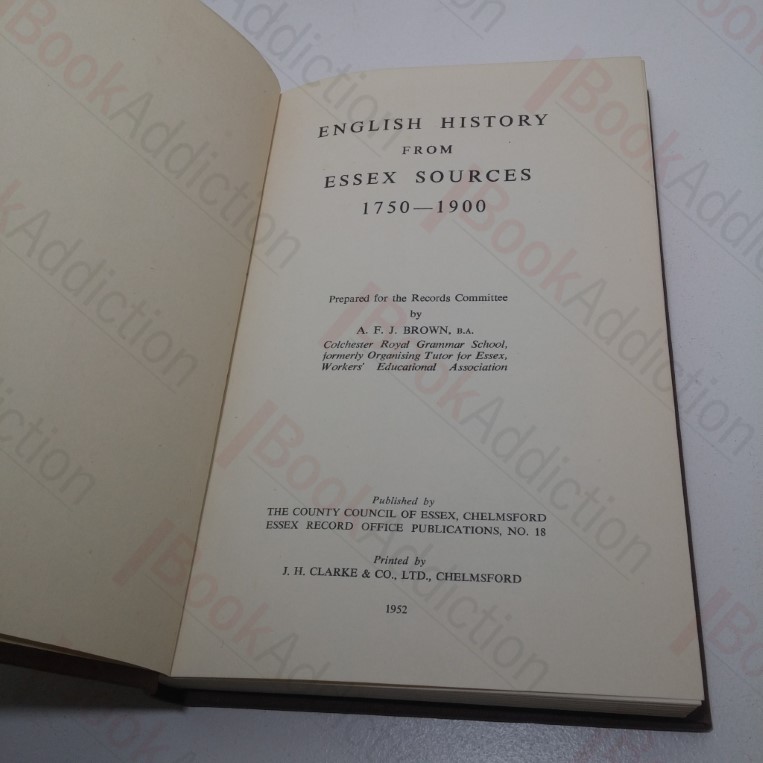 ENGLISH HISTORY
FROM
ESSEX SOURCES
1750—1900
Prepared for the Records Committee
by
A. F. J. BROWN, B.A.
Colchester Royal Grammar School,
formerly Organising Tutor for Essex,
Workers' Educational Association
Published by
THE COUNTY COUNCIL OF ESSEX, CHELMSFORD
ESSEX RECORD OFFICE PUBLICATIONS, NO. 18
Printed by
J. H. CLARKE & CO., LTD., CHELMSFORD
1952
BookAddiction